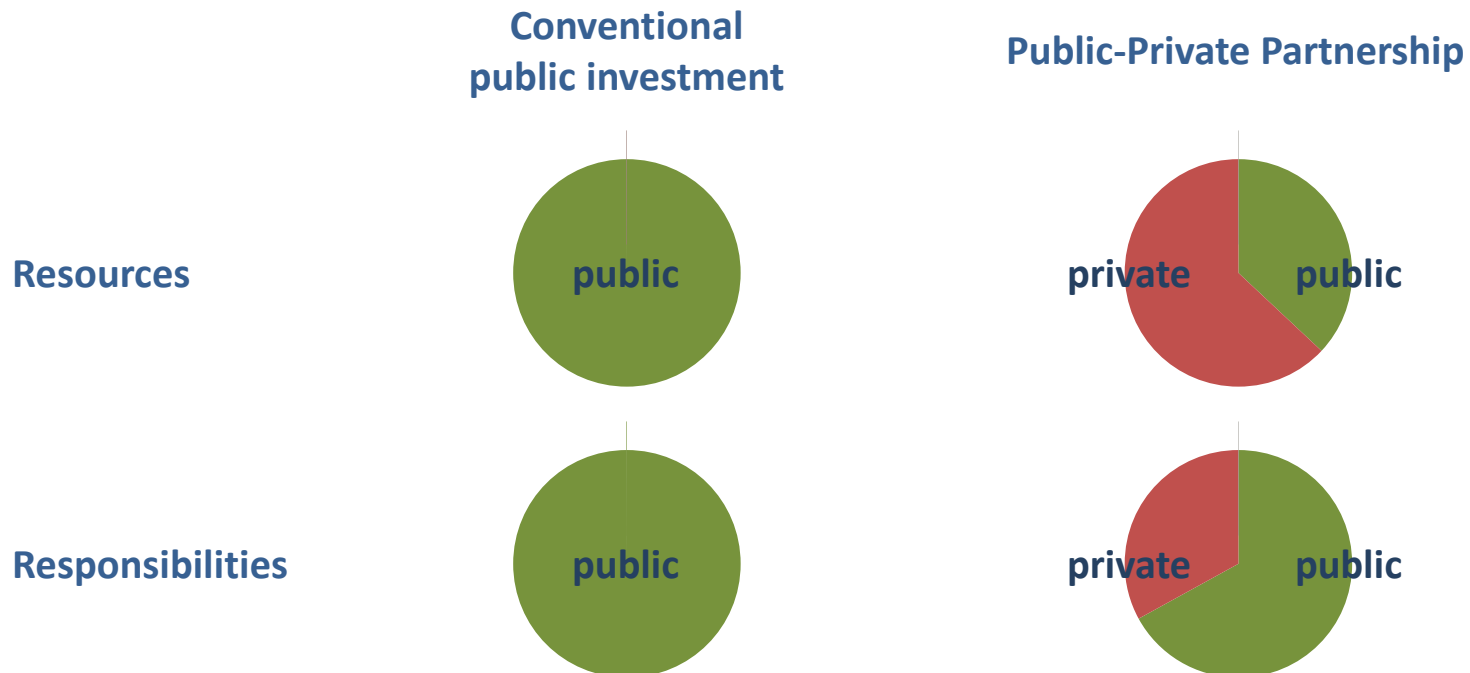 Conventional
public investment
Public-Private Partnership
Resources
public
private
public
Responsibilities
public
private
public